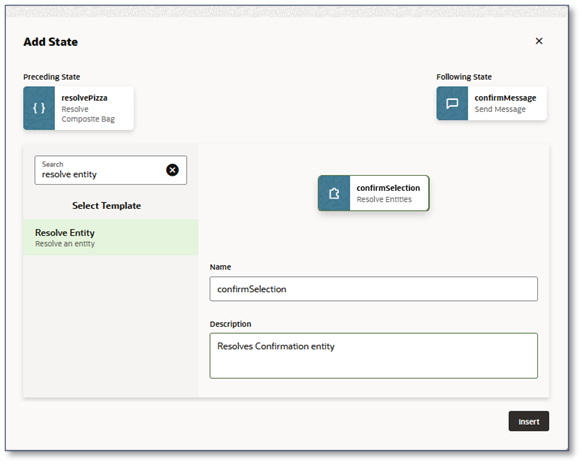 Add State
Preceding State
resolvePizza
Resolve
Composite Bag
Following State
confirmMessage
Send Message
Search
resolve entity
Select Template
Resolve Entity
Resolve an entity
confirmSelection
Resolve Entities
Name
confirmSelection
Description
Resolves Confirmation entity
Insert